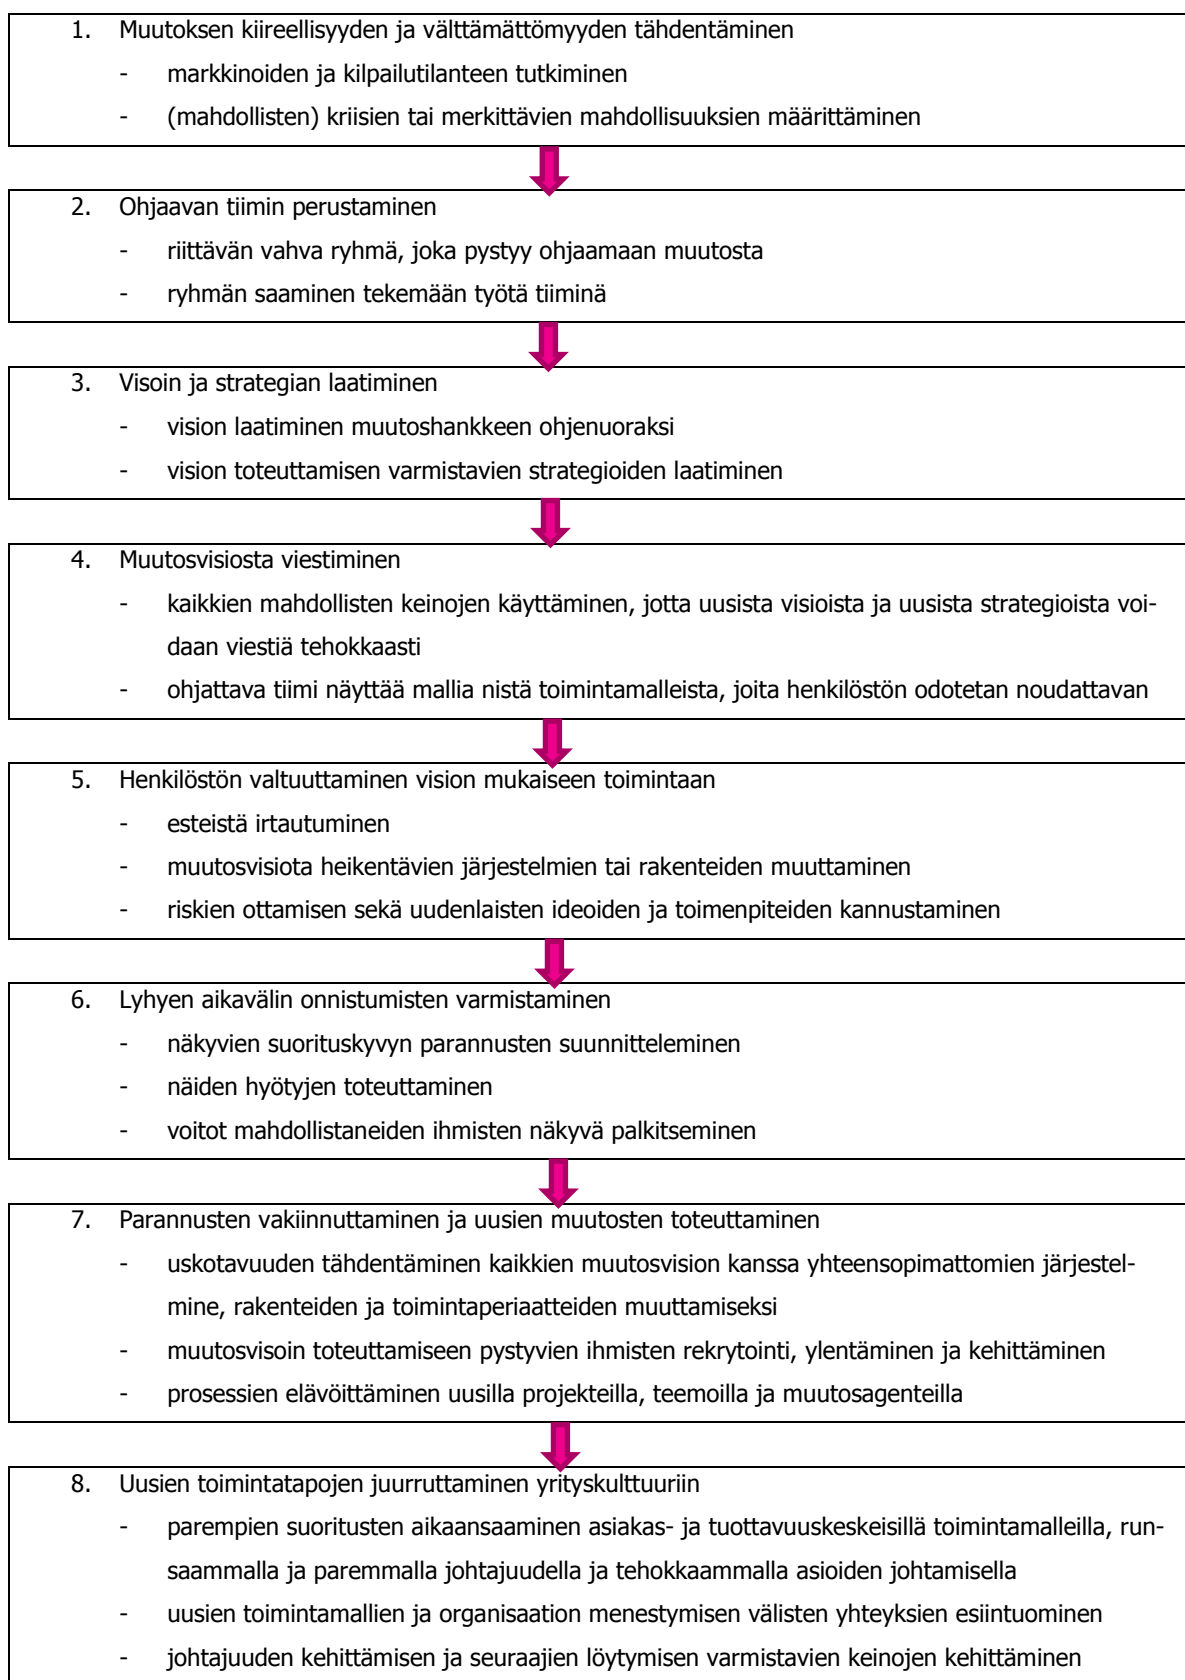 1. Muutoksen kiireellisyyden ja välttämättömyyden tähdentäminen
- markkinoiden ja kilpailutilanteen tutkiminen
- (mahdollisten) kriisien tai merkittävien mahdollisuuksien määrittäminen
2. Ohjaavan tiimin perustaminen
- riittävän vahva ryhmä, joka pystyy ohjaamaan muutosta
- ryhmän saaminen tekemään työtä tiiminä
3. Visoin ja strategian laatiminen
- vision laatiminen muutoshankkeen ohjenuoraksi
- vision toteuttamisen varmistavien strategioiden laatiminen
4. Muutosvisiosta viestiminen
- kaikkien mahdollisten keinojen käyttäminen, jotta uusista visioista ja uusista strategioista voi-
daan viestiä tehokkaasti
- ohjattava tiimi näyttää mallia nistä toimintamalleista, joita henkilöstön odotetan noudattavan
5. Henkilöstön valtuuttaminen vision mukaiseen toimintaan
- esteistä irtautuminen
- muutosvisiota heikentävien järjestelmien tai rakenteiden muuttaminen
- riskien ottamisen sekä uudenlaisten ideoiden ja toimenpiteiden kannustaminen
6. Lyhyen aikavälin onnistumisten varmistaminen
- näkyvien suorituskyvyn parannusten suunnitteleminen
- näiden hyötyjen toteuttaminen
- voitot mahdollistaneiden ihmisten näkyvä palkitseminen
7. Parannusten vakiinnuttaminen ja uusien muutosten toteuttaminen
- uskotavuuden tähdentäminen kaikkien muutosvision kanssa yhteensopimattomien järjestel-
mine, rakenteiden ja toimintaperiaatteiden muuttamiseksi
- muutosvisoin toteuttamiseen pystyvien ihmisten rekrytointi, ylentäminen ja kehittäminen
- prosessien elävöittäminen uusilla projekteilla, teemoilla ja muutosagenteilla
8. Uusien toimintatapojen juurruttaminen yrityskulttuuriin
- parempien suoritusten aikaansaaminen asiakas- ja tuottavuuskeskeisillä toimintamalleilla, run-
saammalla ja paremmalla johtajuudella ja tehokkaammalla asioiden johtamisella
- uusien toimintamallien ja organisaation menestymisen välisten yhteyksien esiintuominen
- johtajuuden kehittämisen ja seuraajien löytymisen varmistavien keinojen kehittäminen